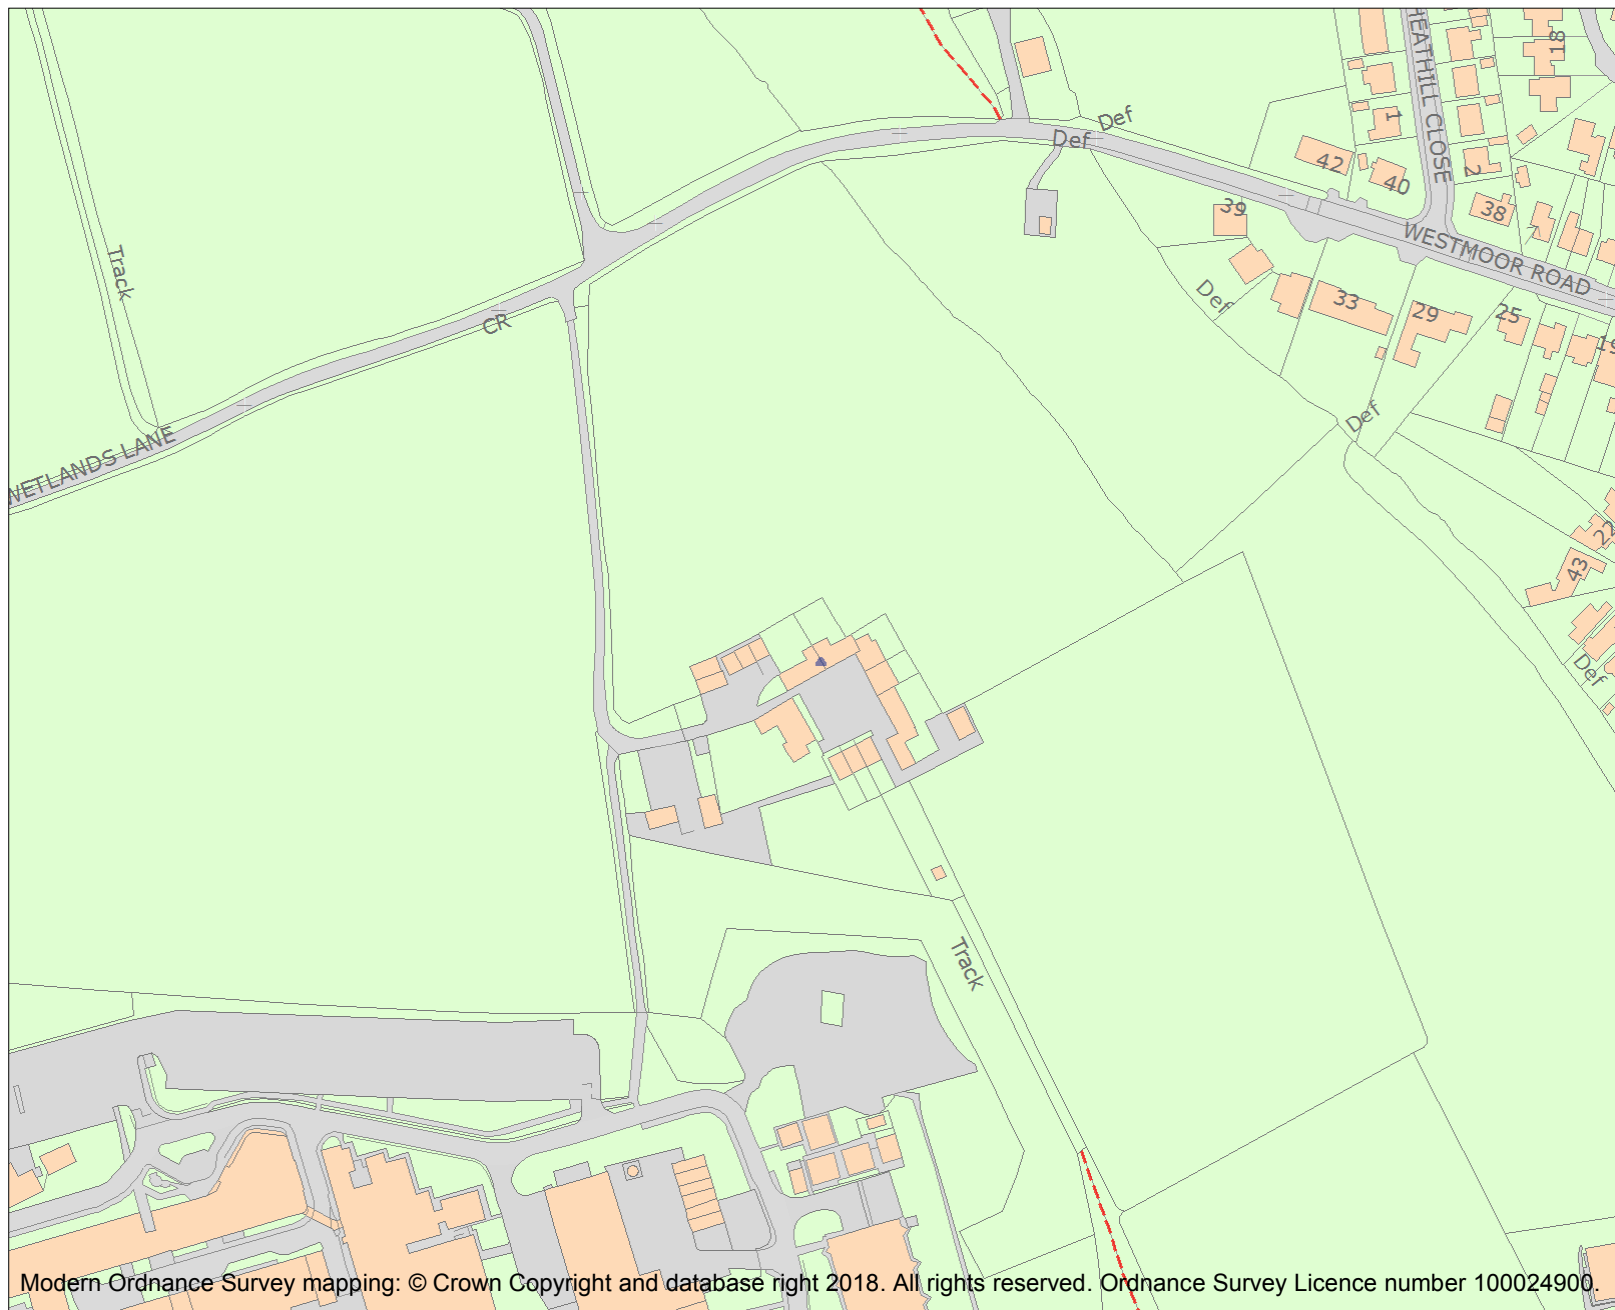 HEATHILL CLOSE
18
1
Def
Def
42
40
2
39
38
WESTMOOR ROAD
Track
Def
33
29
25
19
CR
Def
WETLANDS LANE
22
43
Def
Track
Modern Ordnance Survey mapping: © Crown Copyright and database right 2018. All rights reserved. Ordnance Survey Licence number 100024900.